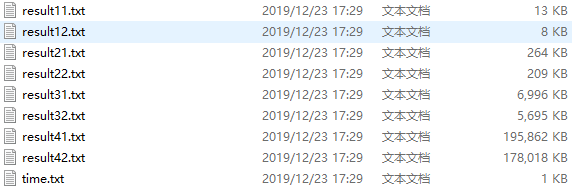 result11.txt 2019/12/23 17:29 文本文档 13 KB
result12.txt 2019/12/23 17:29 文本文档 8 KB
result21.txt 2019/12/23 17:29 文本文档 264 KB
result22.txt 2019/12/23 17:29 文本文档 209 KB
result31.txt 2019/12/23 17:29 文本文档 6,996 KB
result32.txt 2019/12/23 17:29 文本文档 5,695 KB
result41.txt 2019/12/23 17:29 文本文档 195,862 KB
result42.txt 2019/12/23 17:29 文本文档 178,018 KB
time.txt 2019/12/23 17:29 文本文档 1 KB